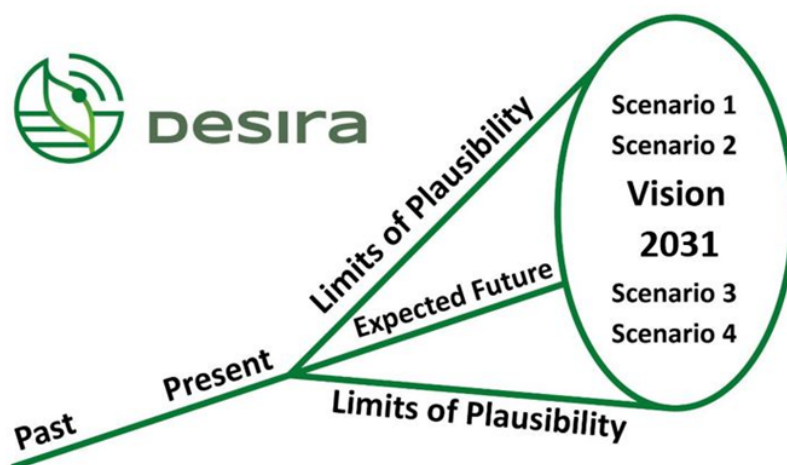 Desira
Limits of Plausibility
Scenario 1
Scenario 2
Vision
2031
Scenario 3
Scenario 4
Expected Future
Present
Past
Limits of Plausibility